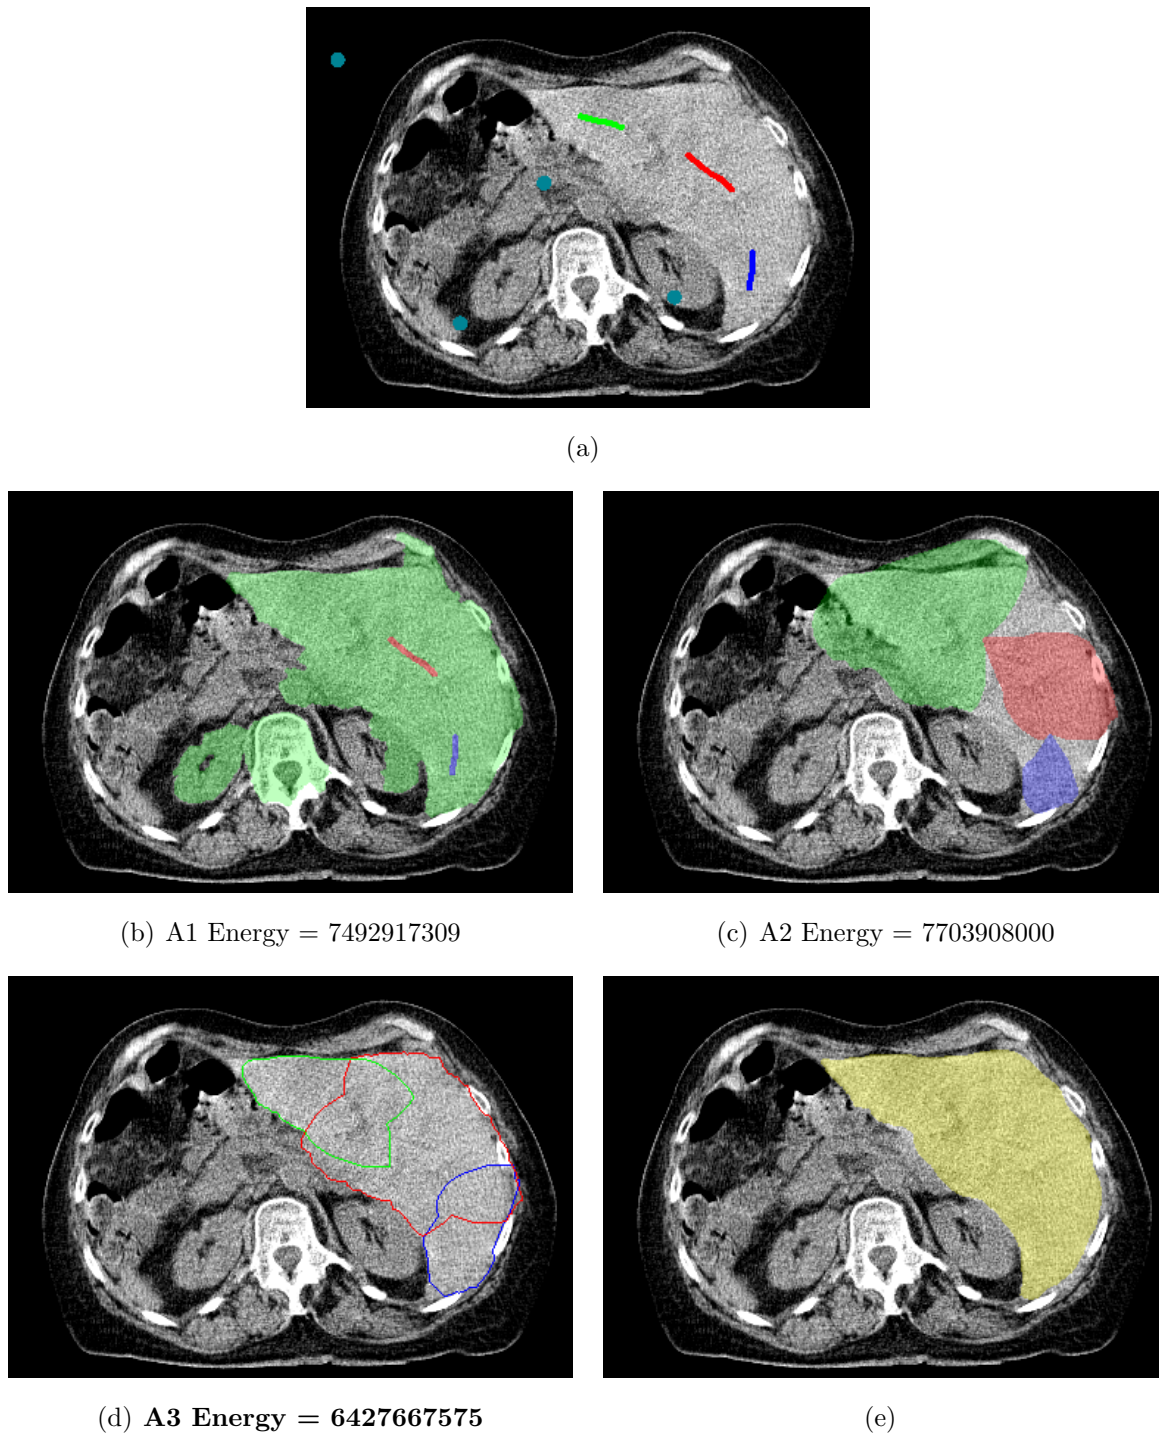 (a)
(b) A1 Energy = 7492917309
(c) A2 Energy = 7703908000
(d) A3 Energy = 6427667575
(e)